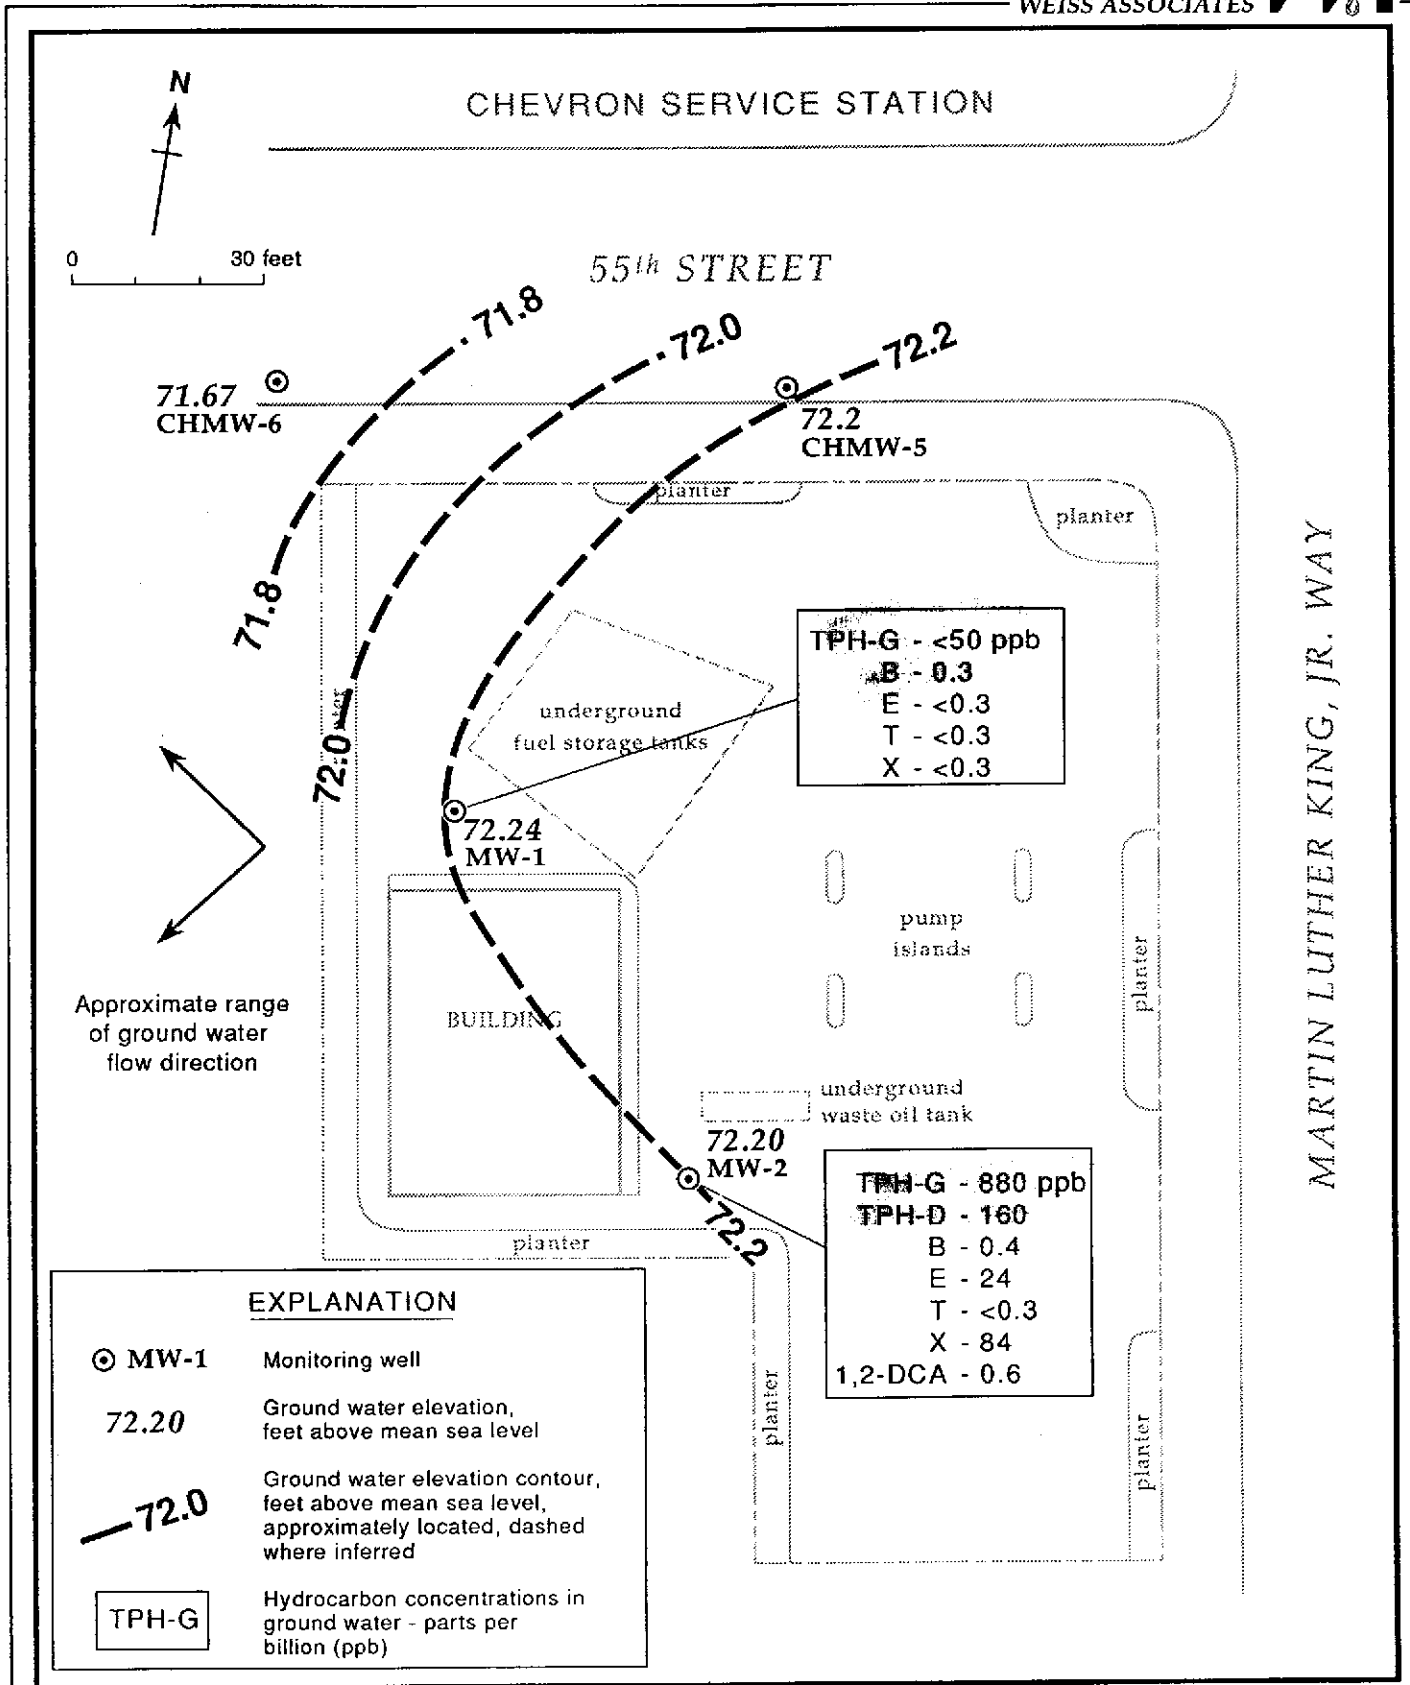 WEISS ASSOCIATES
N
CHEVRON SERVICE STATION
0 30 feet
55th STREET
71.8
72.0
72.2
71.67
CHMW-6
72.2
CHMW-5
planter
planter
71.8
TPH-G - <50 ppb
B - 0.3
E - <0.3
T - <0.3
X - <0.3
underground
fuel storage tanks
72.0
72.24
MW-1
MARTIN LUTHER KING, JR. WAY
pump
islands
planter
Approximate range
of ground water
flow direction
BUILDING
underground
waste oil tank
72.20
MW-2
72.2
TPH-G - 880 ppb
TPH-D - 160
B - 0.4
E - 24
T - <0.3
X - 84
1,2-DCA - 0.6
planter
planter
planter
EXPLANATION
MW-1 Monitoring well
72.20 Ground water elevation,
feet above mean sea level
72.0 Ground water elevation contour,
feet above mean sea level,
approximately located, dashed
where inferred
TPH-G Hydrocarbon concentrations in
ground water - parts per
billion (ppb)